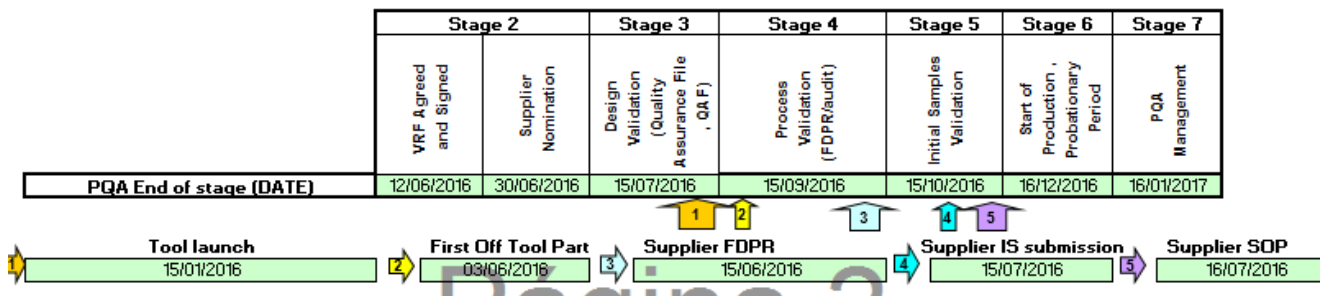 Stage 2 Stage 3 Stage 4 Stage 5 Stage 6 Stage 7
VRF Agreed
and Signed
Supplier
Nomination
Design
Validation
(Quality
Assurance File
, QAF)
Process
Validation
(FDPR/audit)
Initial Samples
Validation
Start of
Production ,
Probationary
Period
PQA
Management
PQA End of stage (DATE) 12/06/2016 30/06/2016 15/07/2016 15/09/2016 15/10/2016 16/12/2016 16/01/2017
1 2 3 4 5
Tool launch First Off Tool Part Supplier FDPR Supplier IS submission Supplier SOP
1 15/01/2016 2 03/06/2016 3 15/06/2016 4 15/07/2016 5 16/07/2016
Página 3